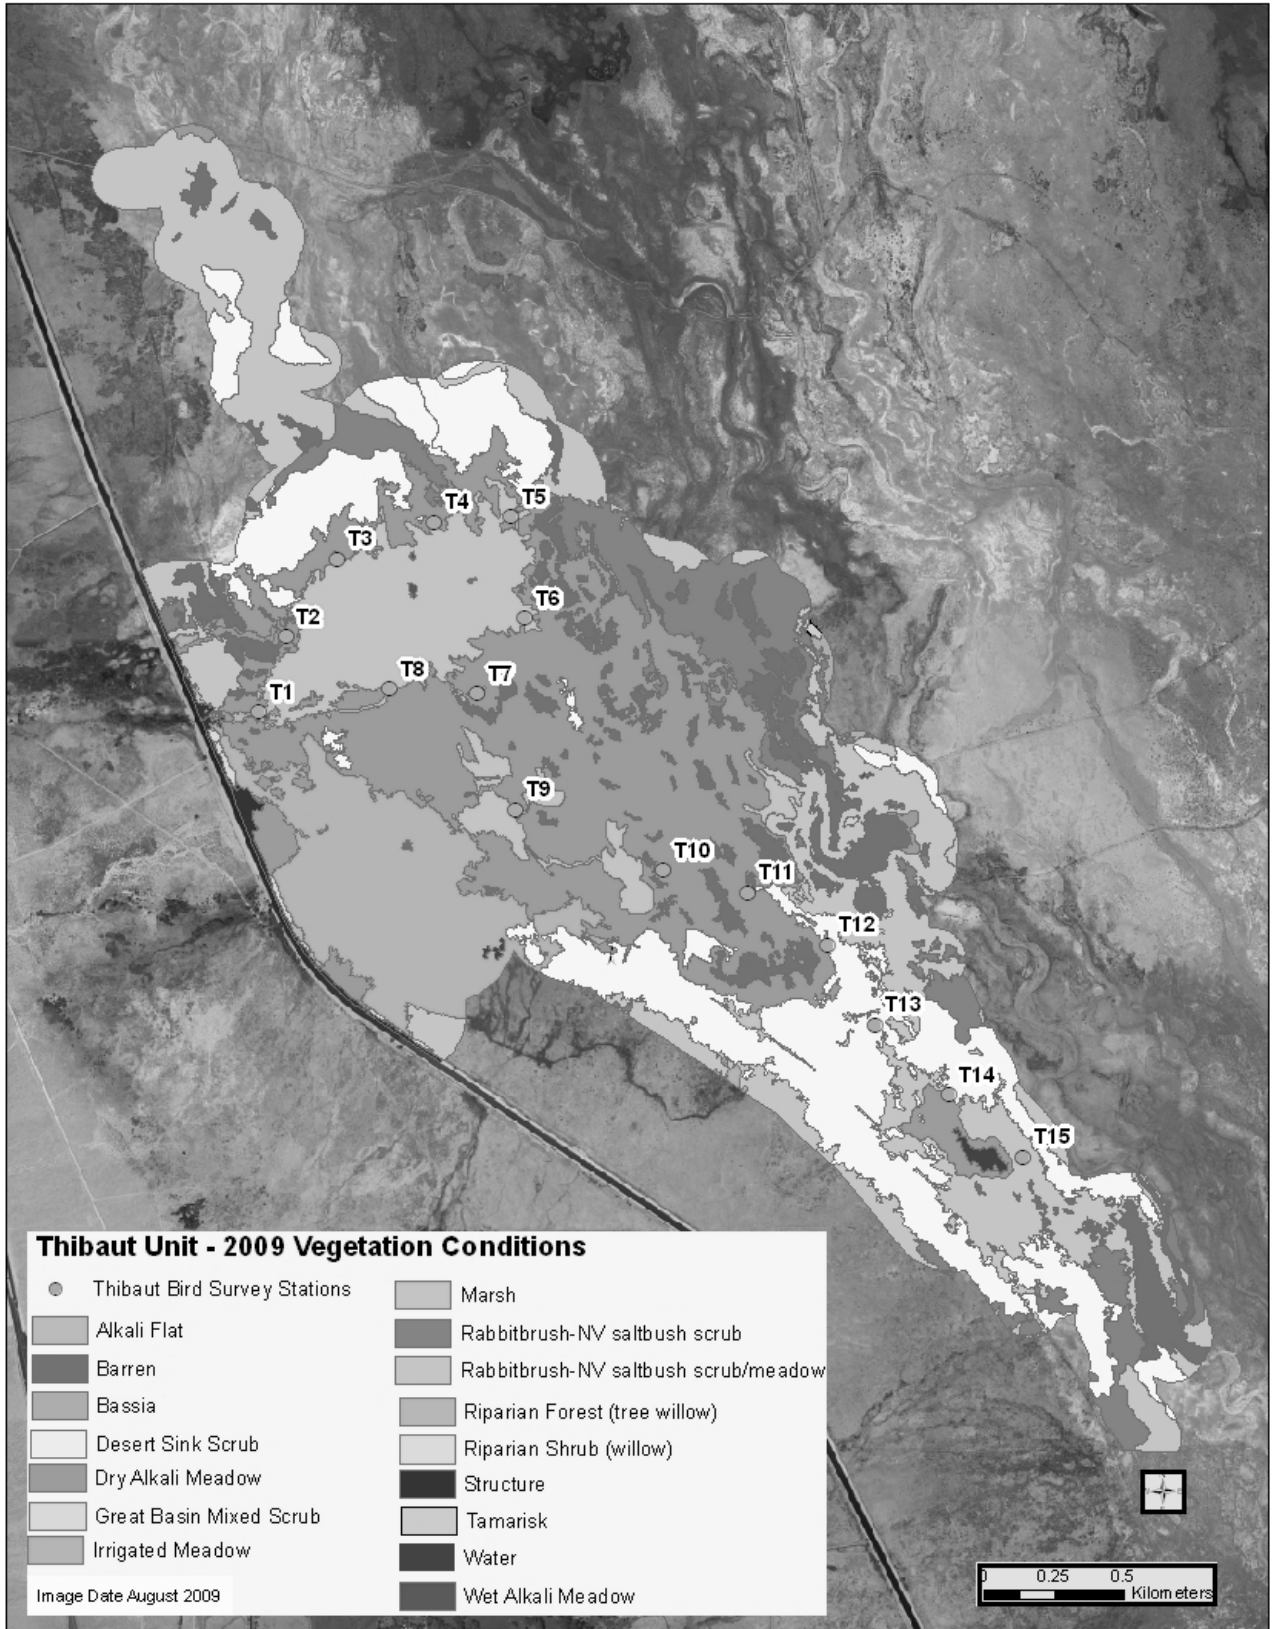 T4
T5
T3
T6
T2
T8
T7
T1
T9
T10
T11
T12
T13
T14
T15
Thibaut Unit - 2009 Vegetation Conditions
Thibaut Bird Survey Stations
Alkali Flat
Barren
Bassia
Desert Sink Scrub
Dry Alkali Meadow
Great Basin Mixed Scrub
Irrigated Meadow
Image Date August 2009
Marsh
Rabbitbrush-NV saltbush scrub
Rabbitbrush-NV saltbush scrub/meadow
Riparian Forest (tree willow)
Riparian Shrub (willow)
Structure
Tamarisk
Water
Wet Alkali Meadow
0 0.25 0.5
Kilometers